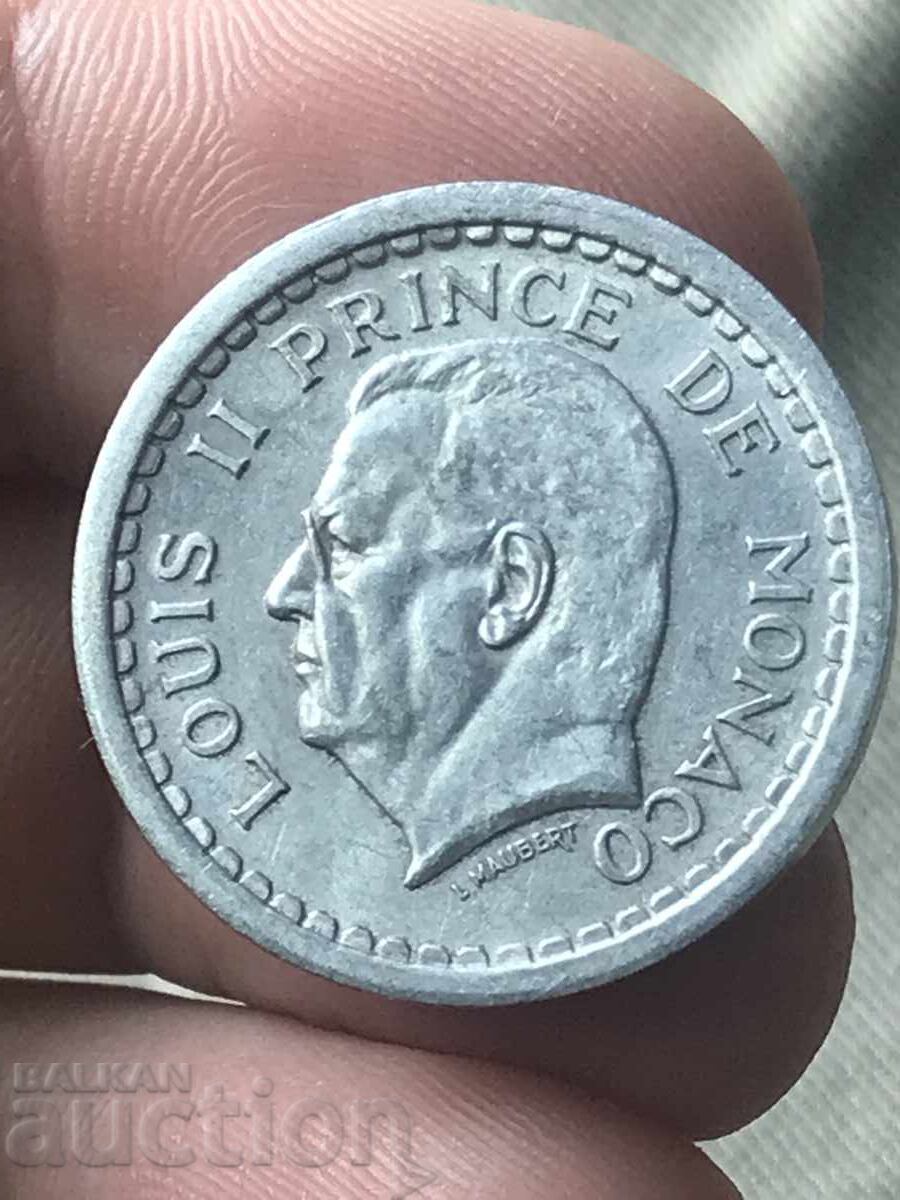 LOUIS II PRINCE DE MONACO
L MAUBERT
BALKAN
auction